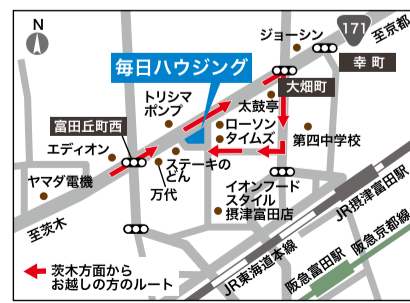 N
ジョーシン
171
至京都
幸町
毎日ハウジング
大畑町
トリシマ
ポンプ
太鼓亭
富田丘町西
ローソン
タイムズ
第四中学校
エディオン
ステーキの
どん
ヤマダ電機
万代
イオンフード
スタイル
摂津富田店
至茨木
JR摂津富田駅
JR東海道本線
阪急富田駅
阪急京都線
茨木方面から
お越しの方のルート